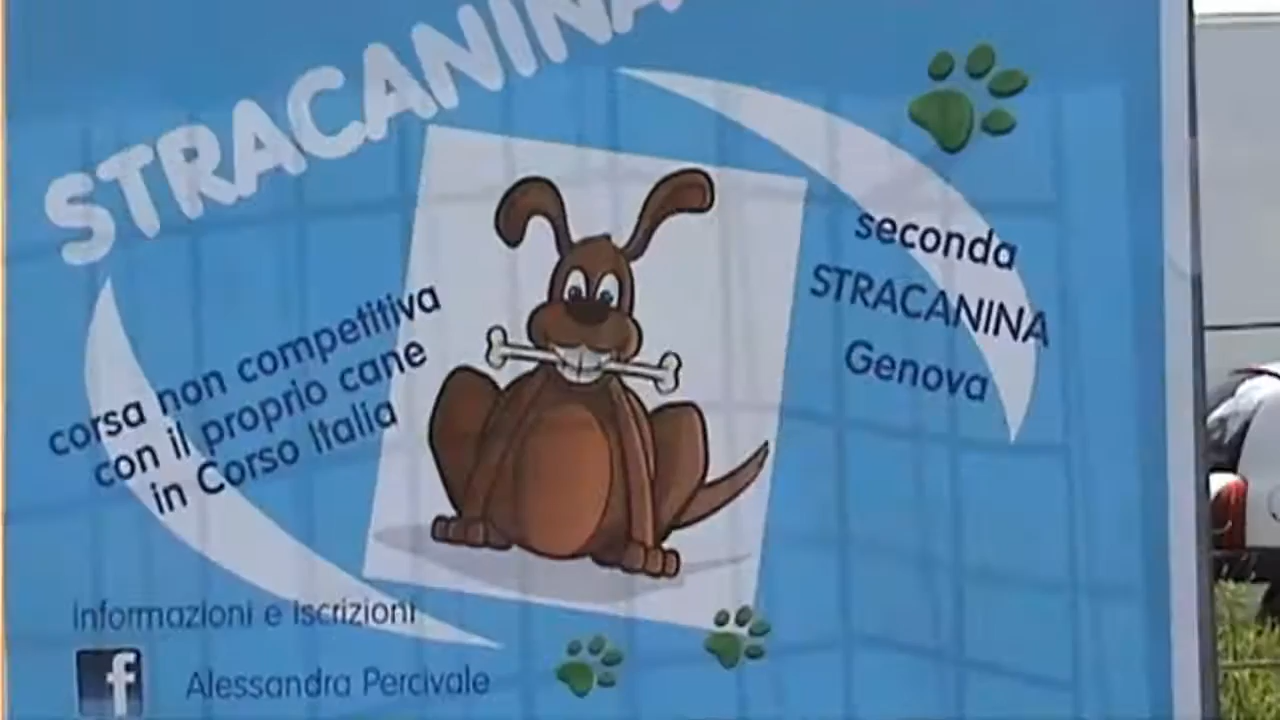 STRACANINA
seconda
STRACANINA
Genova
corsa non competitiva
con il proprio cane
in Corso Italia
informazioni e iscrizioni
f
Alessandra Percivale